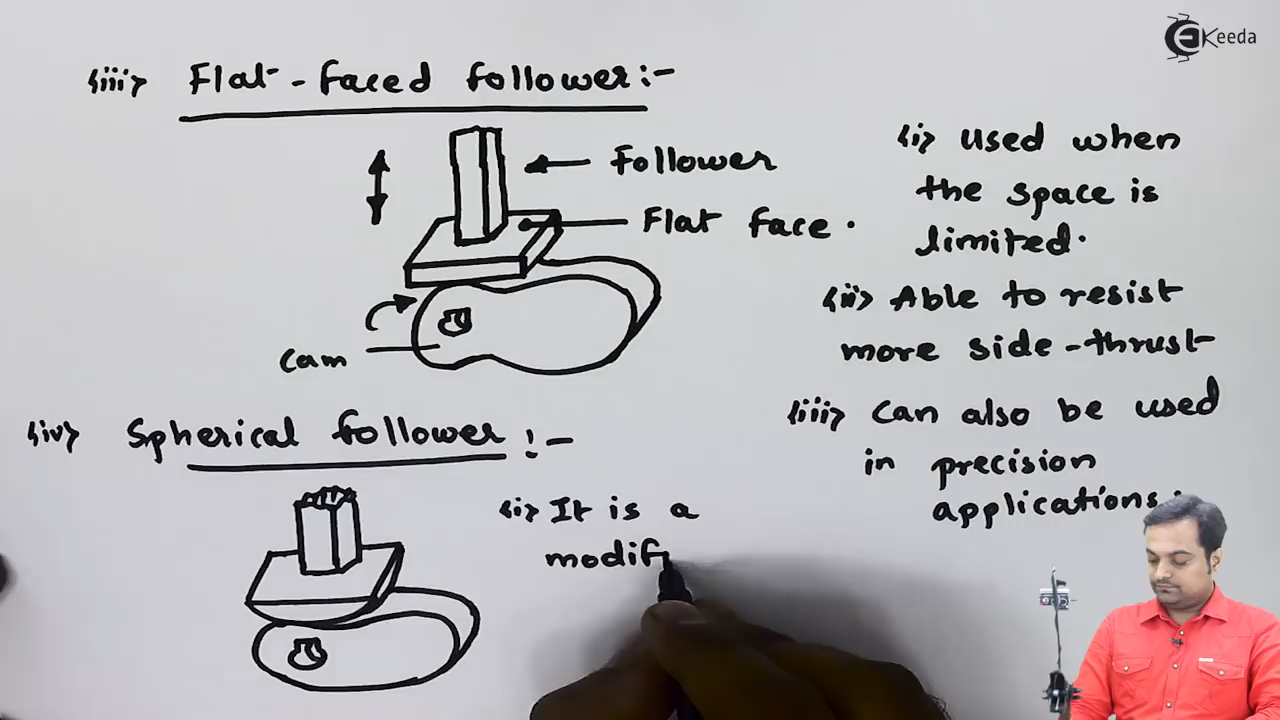 EKeeda
(iii) Flat-faced follower:-
Follower
Flat face.
Cam
(i) Used when
the space is
limited.
(ii) Able to resist
more side-thrust
(iii) Can also be used
in precision
applications.
(iv) Spherical follower :-
(i) It is a
modif